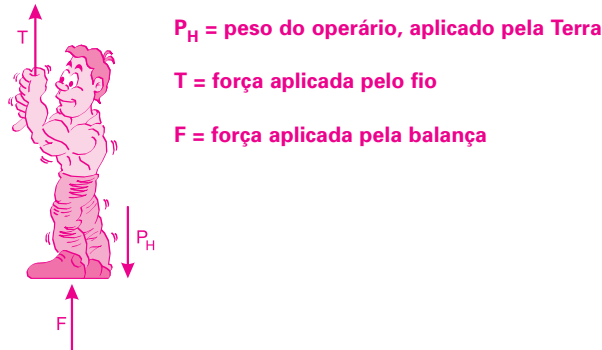 T
P_H = peso do operário, aplicado pela Terra
T = força aplicada pelo fio
F = força aplicada pela balança
P_H
F